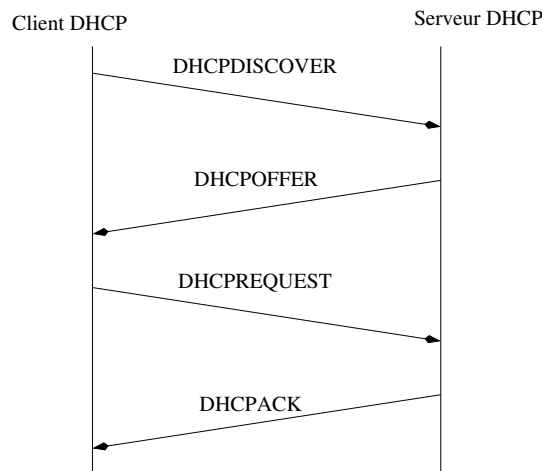 Client DHCP
Serveur DHCP
DHCPDISCOVER
DHCPOFFER
DHCPREQUEST
DHCPACK